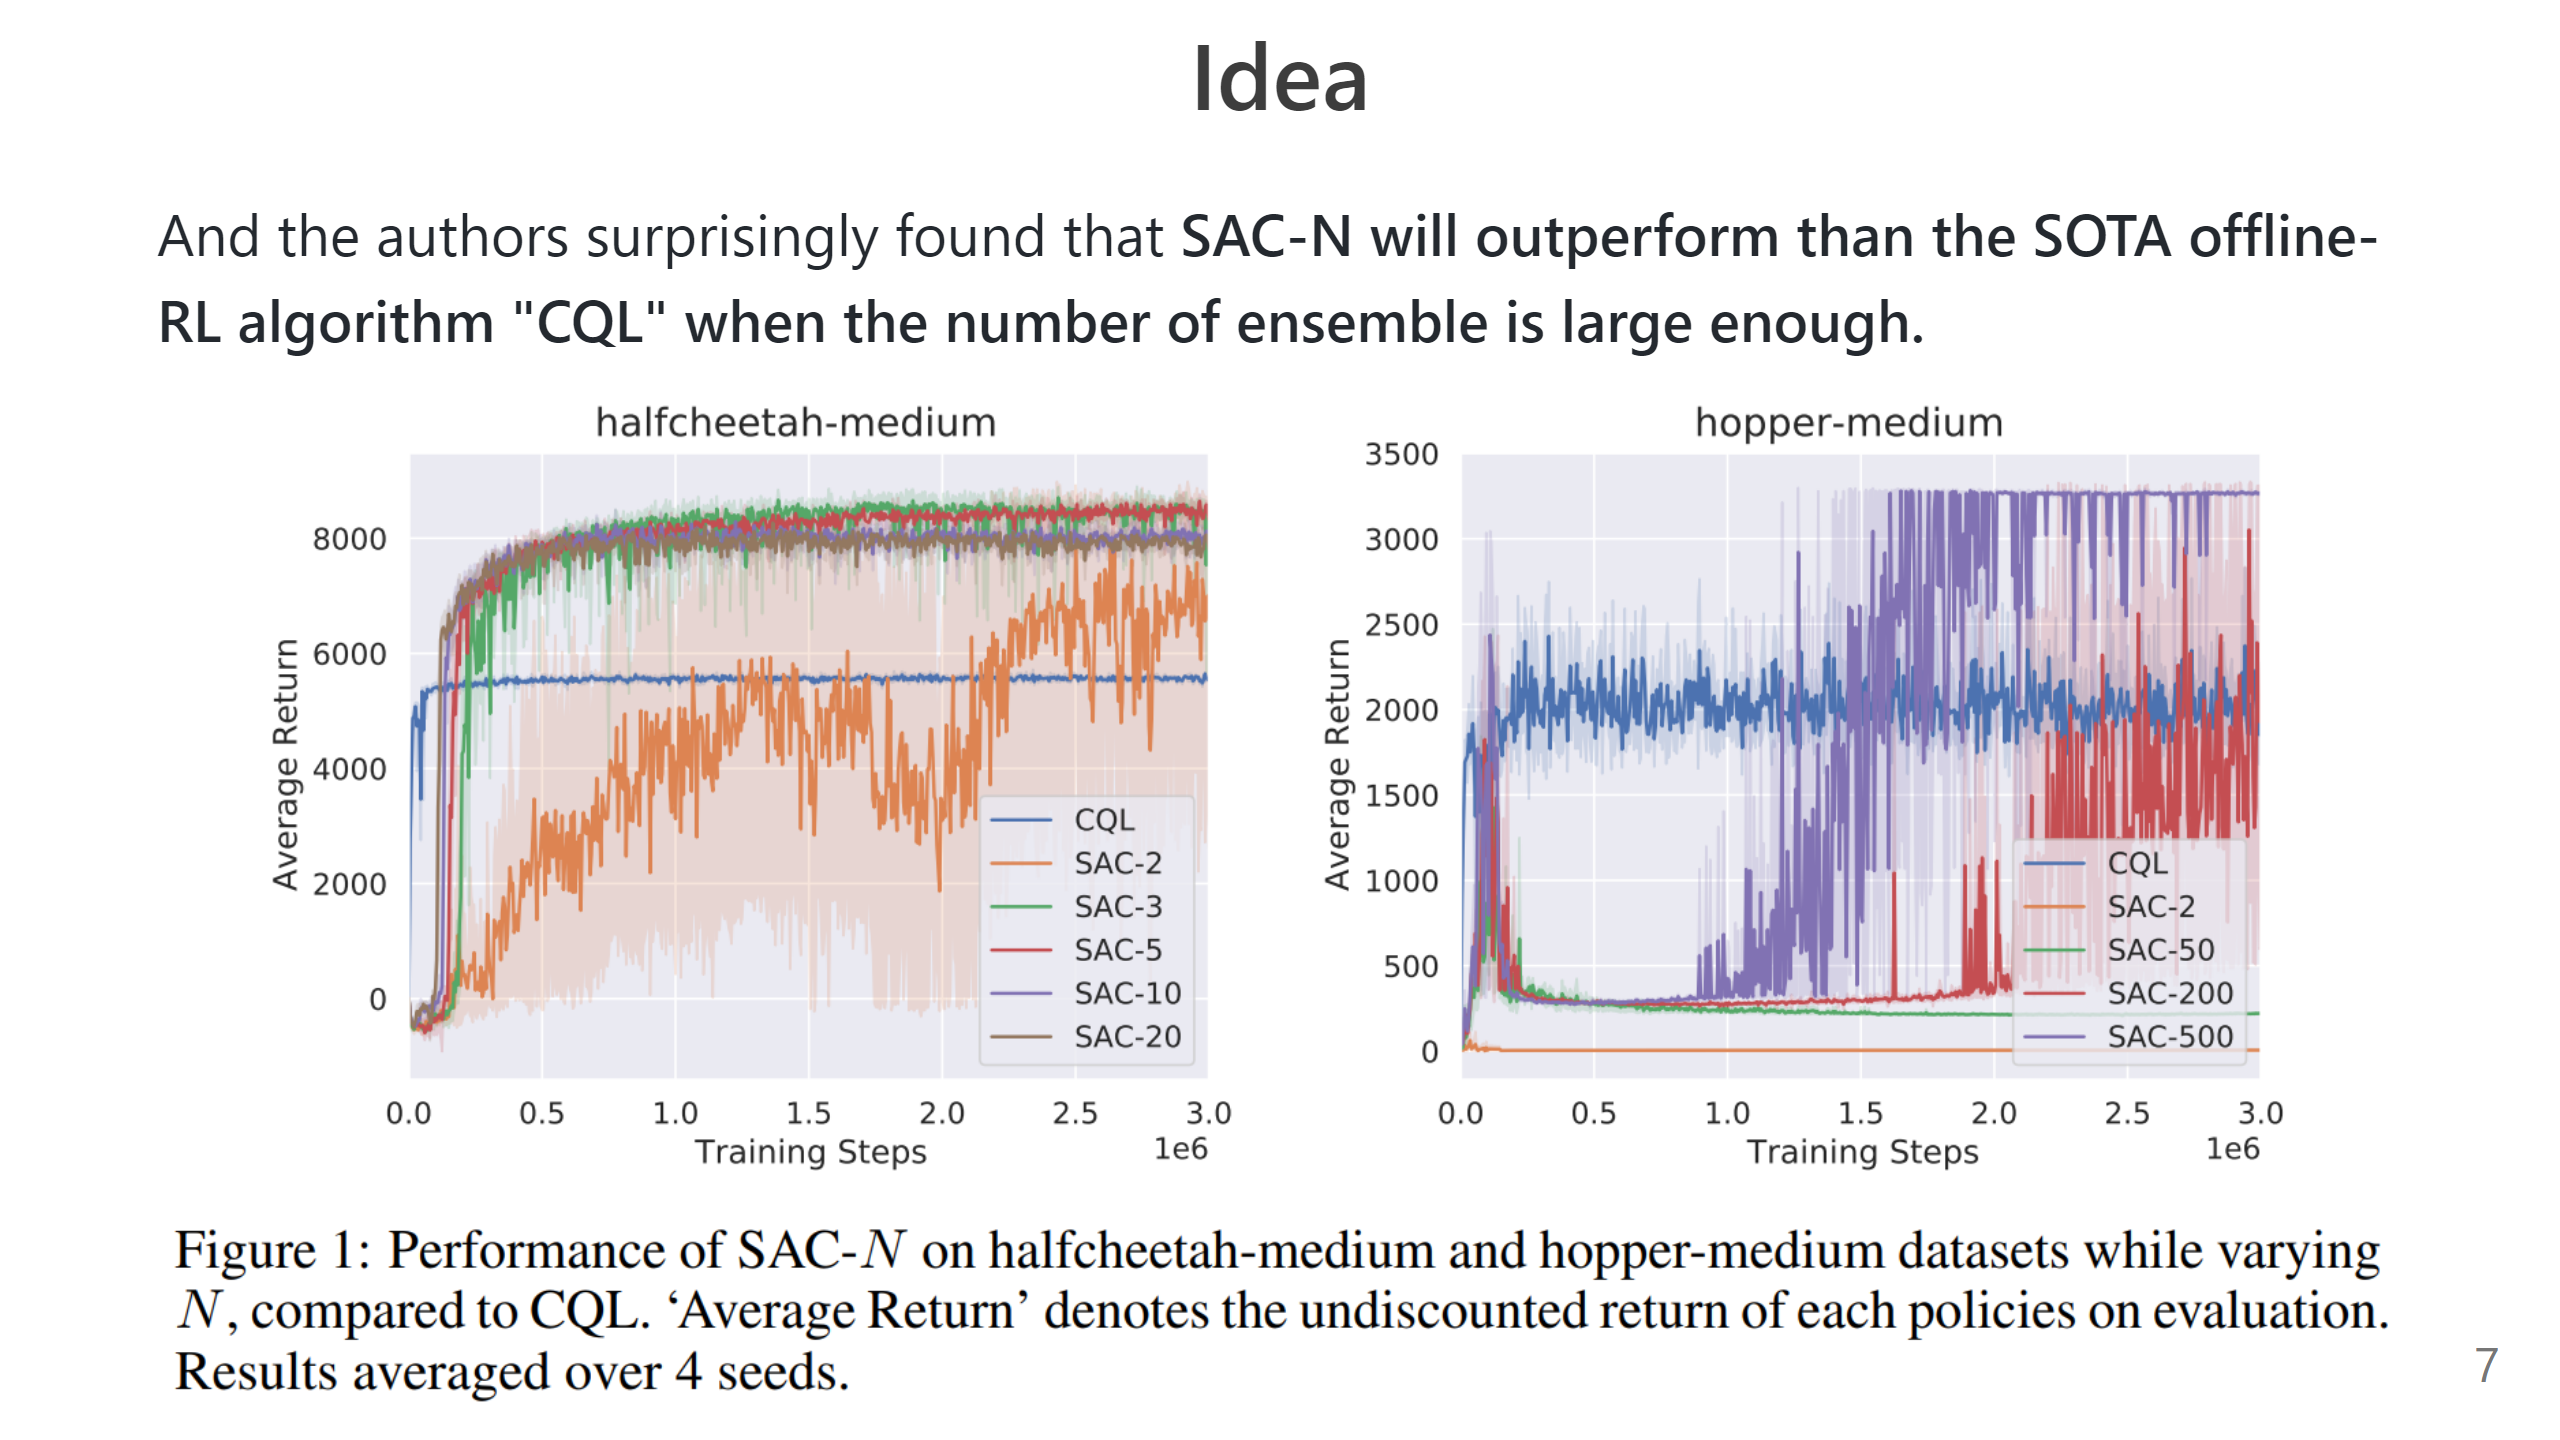 Idea
And the authors surprisingly found that SAC-N will outperform than the SOTA offline-
RL algorithm "CQL" when the number of ensemble is large enough.
halfcheetah-medium
8000
6000
4000
2000
0
Average Return
CQL
SAC-2
SAC-3
SAC-5
SAC-10
SAC-20
0.0 0.5 1.0 1.5 2.0 2.5 3.0
Training Steps 1e6
hopper-medium
3500
3000
2500
2000
1500
1000
500
0
Average Return
CQL
SAC-2
SAC-50
SAC-200
SAC-500
0.0 0.5 1.0 1.5 2.0 2.5 3.0
Training Steps 1e6
Figure 1: Performance of SAC-N on halfcheetah-medium and hopper-medium datasets while varying
N, compared to CQL. ‘Average Return’ denotes the undiscounted return of each policies on evaluation.
Results averaged over 4 seeds.
7